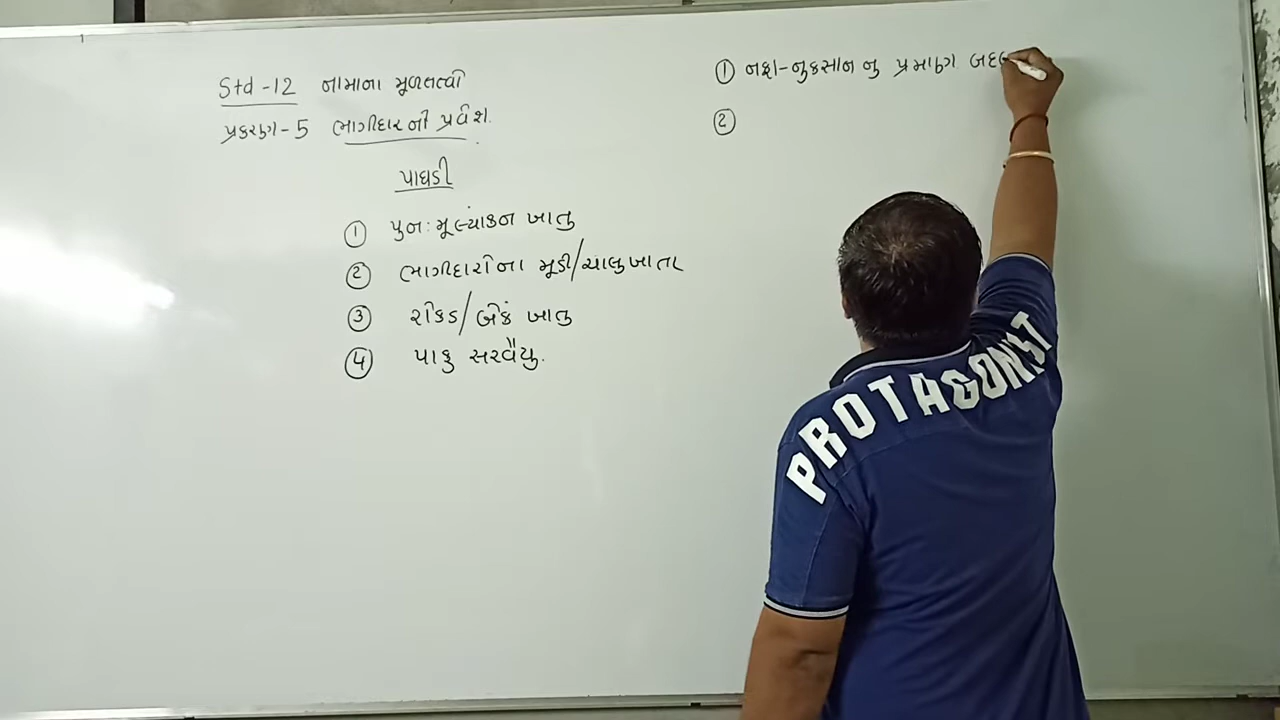 Std-12 નામાના મૂળતત્વો
પ્રકરણ-5 ભાગીદારની પ્રવેશ.
પાઘડી
① પુનઃમૂલ્યાંકન ખાતુ
② ભાગીદારોના મૂડી/ચાલુખાતા
③ રોકડ/બેંક ખાતુ
④ પાકુ સરવૈયુ.
① નફા-નુકસાન નુ પ્રમાણ
②
PROTAGONIST